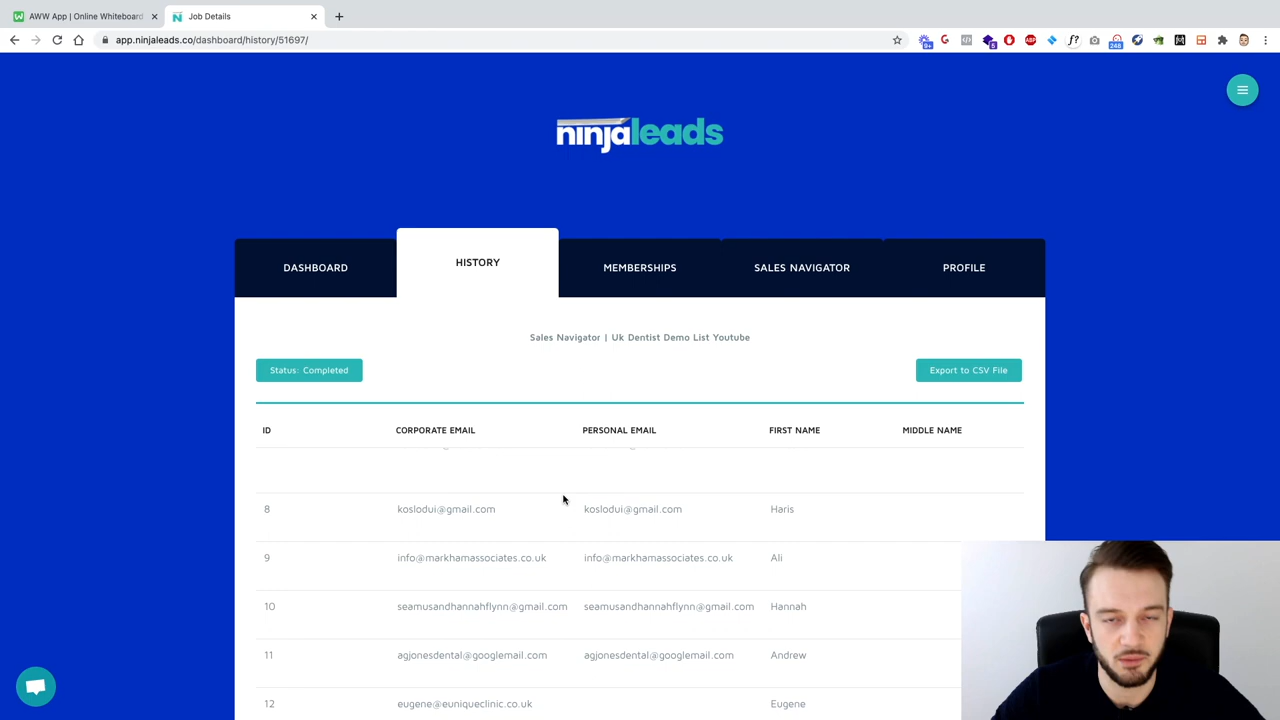 AWW App | Online Whiteboard
Job Details
app.ninjaleads.co/dashboard/history/51697/
9+
5
ABP
f?
248
ninjaleads
DASHBOARD
HISTORY
MEMBERSHIPS
SALES NAVIGATOR
PROFILE
Sales Navigator | Uk Dentist Demo List Youtube
Status: Completed
Export to CSV File
ID CORPORATE EMAIL PERSONAL EMAIL FIRST NAME MIDDLE NAME
8 koslodui@gmail.com koslodui@gmail.com Haris
9 info@markhamassociates.co.uk info@markhamassociates.co.uk Ali
10 seamusandhannahflynn@gmail.com seamusandhannahflynn@gmail.com Hannah
11 agjonesdental@googlemail.com agjonesdental@googlemail.com Andrew
12 eugene@euniqueclinic.co.uk Eugene